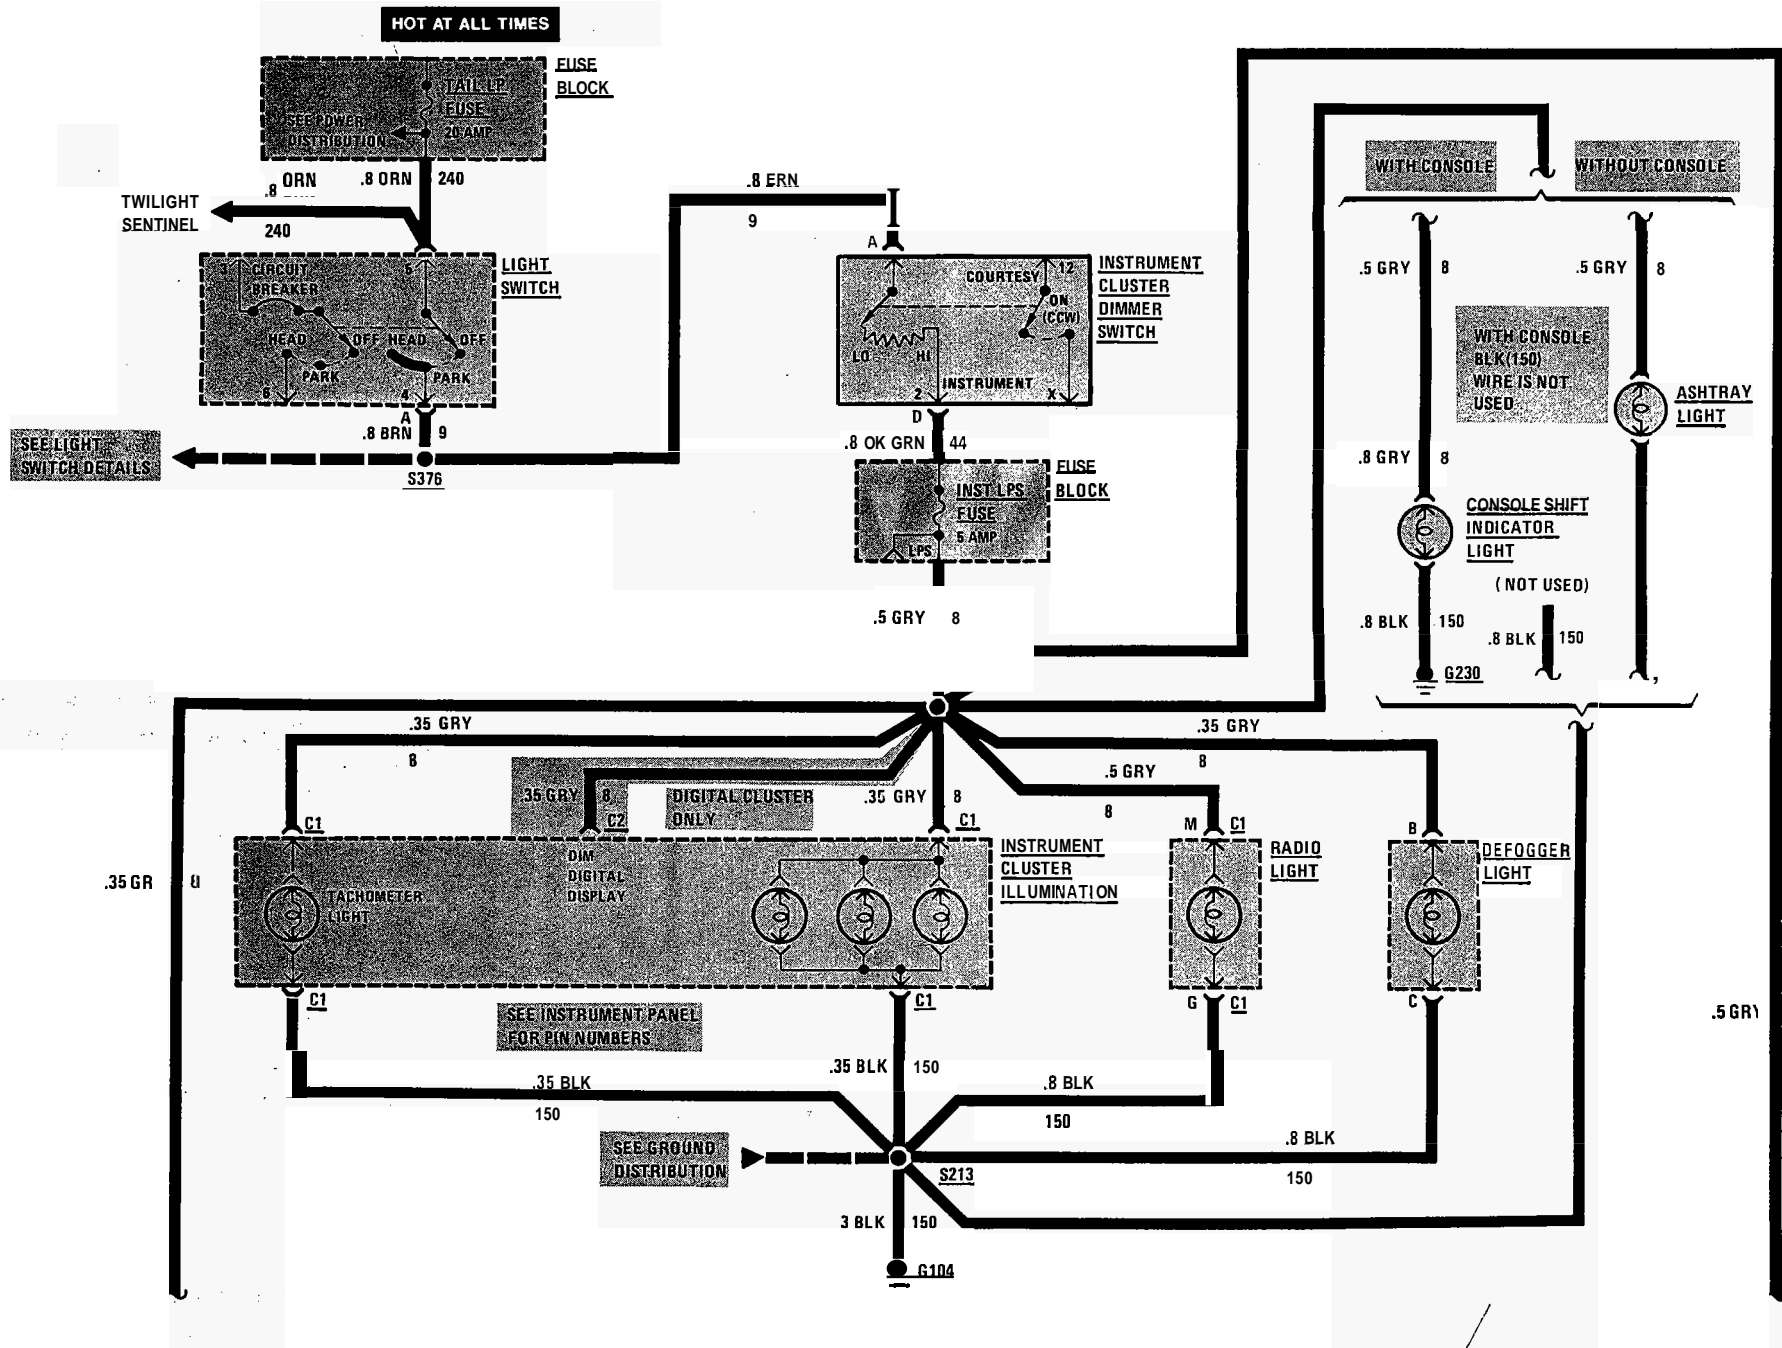 HOT AT ALL TIMES
FUSE
BLOCK
TAIL LP
FUSE
20 AMP
SEE POWER
DISTRIBUTION
.8 ORN
.8 ORN 240
TWILIGHT
SENTINEL
240
LIGHT
SWITCH
3 CIRCUIT
BREAKER
5
HEAD OFF HEAD OFF
PARK PARK
6 4
A
.8 BRN 9
SEE LIGHT
SWITCH DETAILS
S376
.8 ERN
9
A
INSTRUMENT
CLUSTER
DIMMER
SWITCH
COURTESY 12
ON
(CCW)
LO HI
INSTRUMENT
2 X
D
.8 OK GRN 44
FUSE
BLOCK
INST LPS
FUSE
5 AMP
LPS
.5 GRY 8
WITH CONSOLE
WITHOUT CONSOLE
.5 GRY 8
.5 GRY 8
WITH CONSOLE
BLK(150)
WIRE IS NOT
USED
ASHTRAY
LIGHT
.8 GRY 8
CONSOLE SHIFT
INDICATOR
LIGHT
(NOT USED)
.8 BLK 150
.8 BLK 150
G230
.35 GRY
8
.35 GRY
8
.35 GRY 8
DIGITAL CLUSTER
ONLY
.35 GRY 8
.5 GRY
8
C1
C2
C1
M C1
B
.35 GR
DIM
DIGITAL
DISPLAY
TACHOMETER
LIGHT
INSTRUMENT
CLUSTER
ILLUMINATION
RADIO
LIGHT
DEFOGGER
LIGHT
C1
C1
G C1
C
SEE INSTRUMENT PANEL
FOR PIN NUMBERS
.5 GRY
.35 BLK
150
.35 BLK 150
.8 BLK
150
SEE GROUND
DISTRIBUTION
S213
.8 BLK
150
3 BLK 150
G104